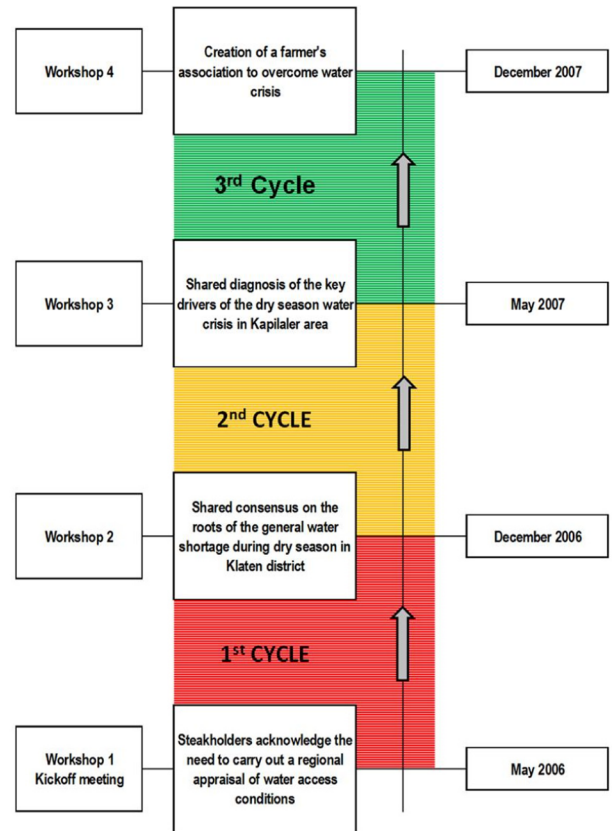 Workshop 4
Creation of a farmer's
association to overcome water
crisis
December 2007
3rd Cycle
Workshop 3
Shared diagnosis of the key
drivers of the dry season water
crisis in Kapilaler area
May 2007
2nd CYCLE
Workshop 2
Shared consensus on the
roots of the general water
shortage during dry season in
Klaten district
December 2006
1st CYCLE
Workshop 1
Kickoff meeting
Steakholders acknowledge the
need to carry out a regional
appraisal of water access
conditions
May 2006